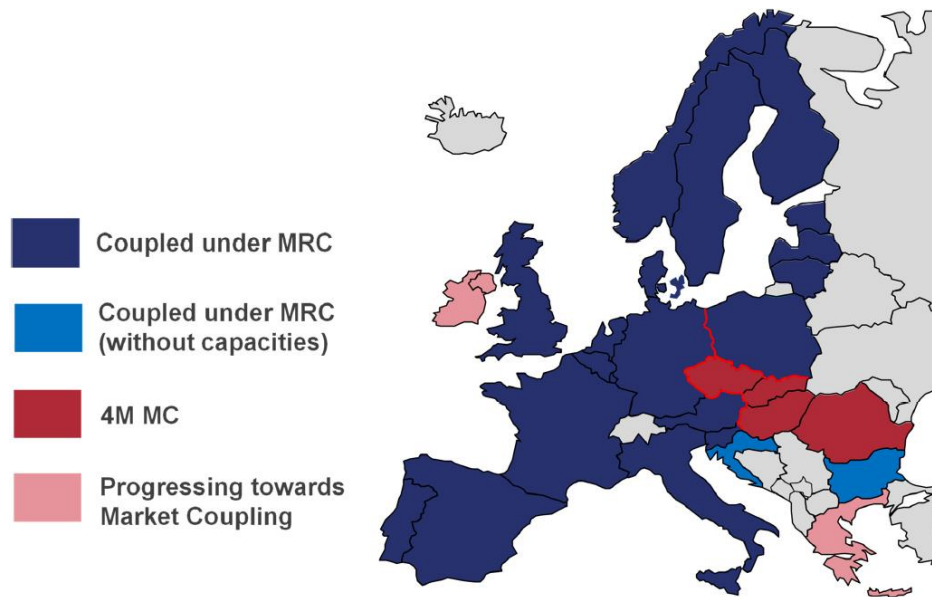 Coupled under MRC
Coupled under MRC
(without capacities)
4M MC
Progressing towards
Market Coupling